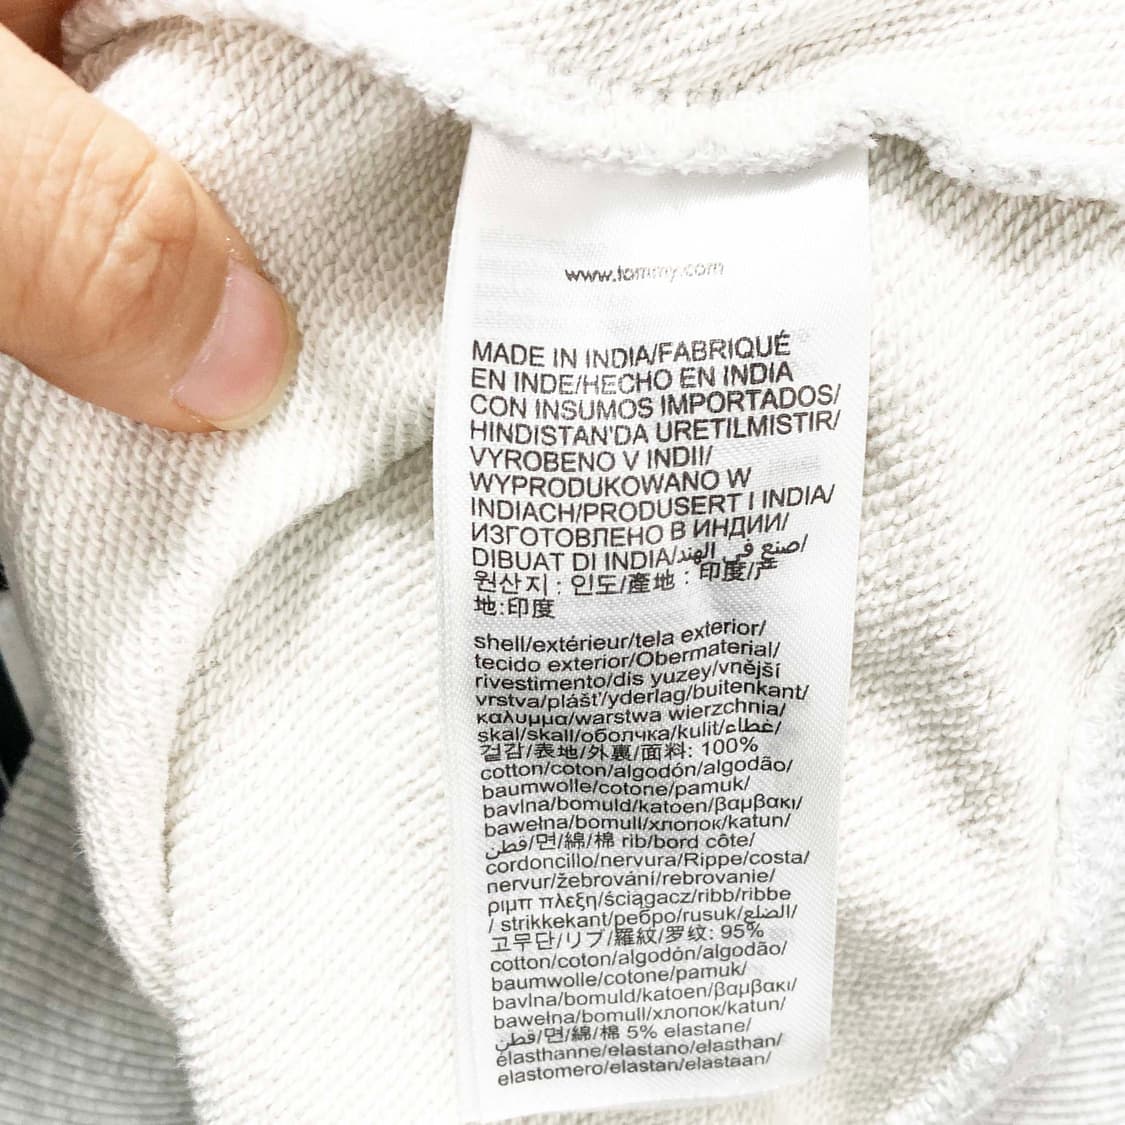 www.tommy.com
MADE IN INDIA/FABRIQUÉ
EN INDE/HECHO EN INDIA
CON INSUMOS IMPORTADOS/
HINDISTAN'DA URETILMISTIR/
VYROBENO V INDII/
WYPRODUKOWANO W
INDIACH/PRODUSERT I INDIA/
ИЗГОТОВЛЕНО В ИНДИИ/
DIBUAT DI INDIA/صنع في الهند/
원산지 : 인도/產地 : 印度/产
地:印度
shell/extérieur/tela exterior/
tecido exterior/Obermaterial/
rivestimento/dis yuzey/vnější
vrstva/plášť/yderlag/buitenkant/
καλυμμα/warstwa wierzchnia/
skal/skall/оболчка/kulit/غطاء/
겉감/表地/外裏/面料: 100%
cotton/coton/algodón/algodão/
baumwolle/cotone/pamuk/
bavlna/bomuld/katoen/βαμβακι/
bawełna/bomull/хлопок/katun/
قطن/면/綿/棉 rib/bord côte/
cordoncillo/nervura/Rippe/costa/
nervur/žebrování/rebrovanie/
ριμπ πλεξη/ściągacz/ribb/ribbe
/ strikkekant/ребро/rusuk/الضلع/
고무단/リブ/羅紋/罗纹: 95%
cotton/coton/algodón/algodão/
baumwolle/cotone/pamuk/
bavlna/bomuld/katoen/βαμβακι/
bawełna/bomull/хлопок/katun/
قطن/면/綿/棉 5% elastane/
élasthanne/elastano/elasthan/
elastomero/elastan/elastaan/